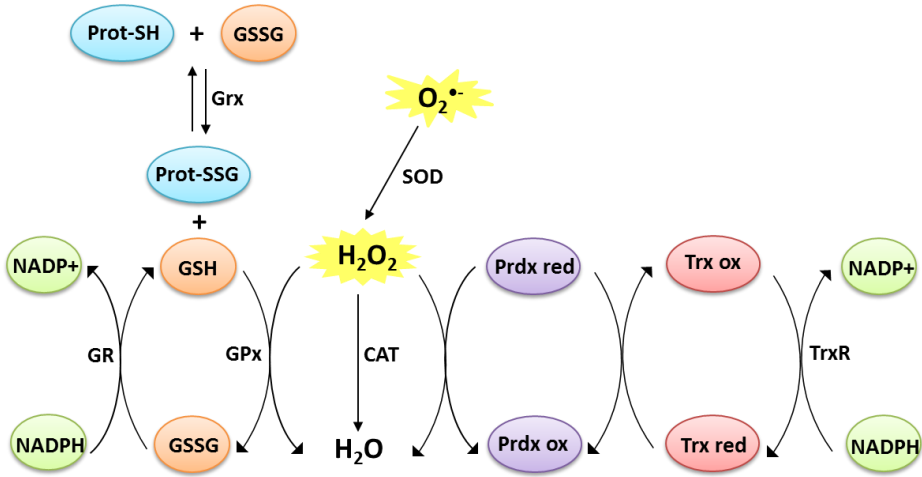 Prot-SH + GSSG
Grx
O₂•-
Prot-SSG
SOD
+
NADP+ GSH H₂O₂ Prdx red Trx ox NADP+
GR GPx CAT TrxR
NADPH GSSG H₂O Prdx ox Trx red NADPH